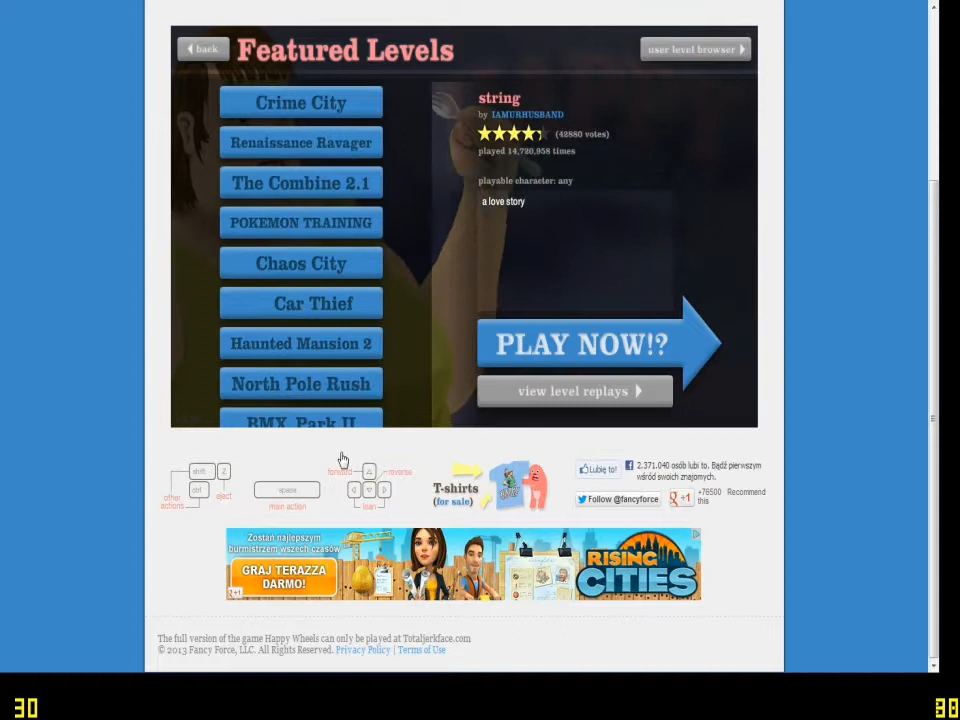 back
Featured Levels
user level browser
Crime City
Renaissance Ravager
The Combine 2.1
POKEMON TRAINING
Chaos City
Car Thief
Haunted Mansion 2
North Pole Rush
BMX Park II
string
by IAMURHUSBAND
(42880 votes)
played 14,720,958 times
playable character: any
a love story
PLAY NOW!?
view level replays
shift
Z
ctrl
eject
other
actions
space
main action
forward
reverse
lean
T-shirts
(for sale)
Lubię to!
2.371.040 osób lubi to. Bądź pierwszym
wśród swoich znajomych.
Follow @fancyforce
g +1
+76500 Recommend
this
Zostań najlepszym
burmistrzem wszech czasów
GRAJ TERAZZA
DARMO!
g +1
RISING
CITIES
The full version of the game Happy Wheels can only be played at Totaljerkface.com
© 2013 Fancy Force, LLC. All Rights Reserved. Privacy Policy | Terms of Use
30